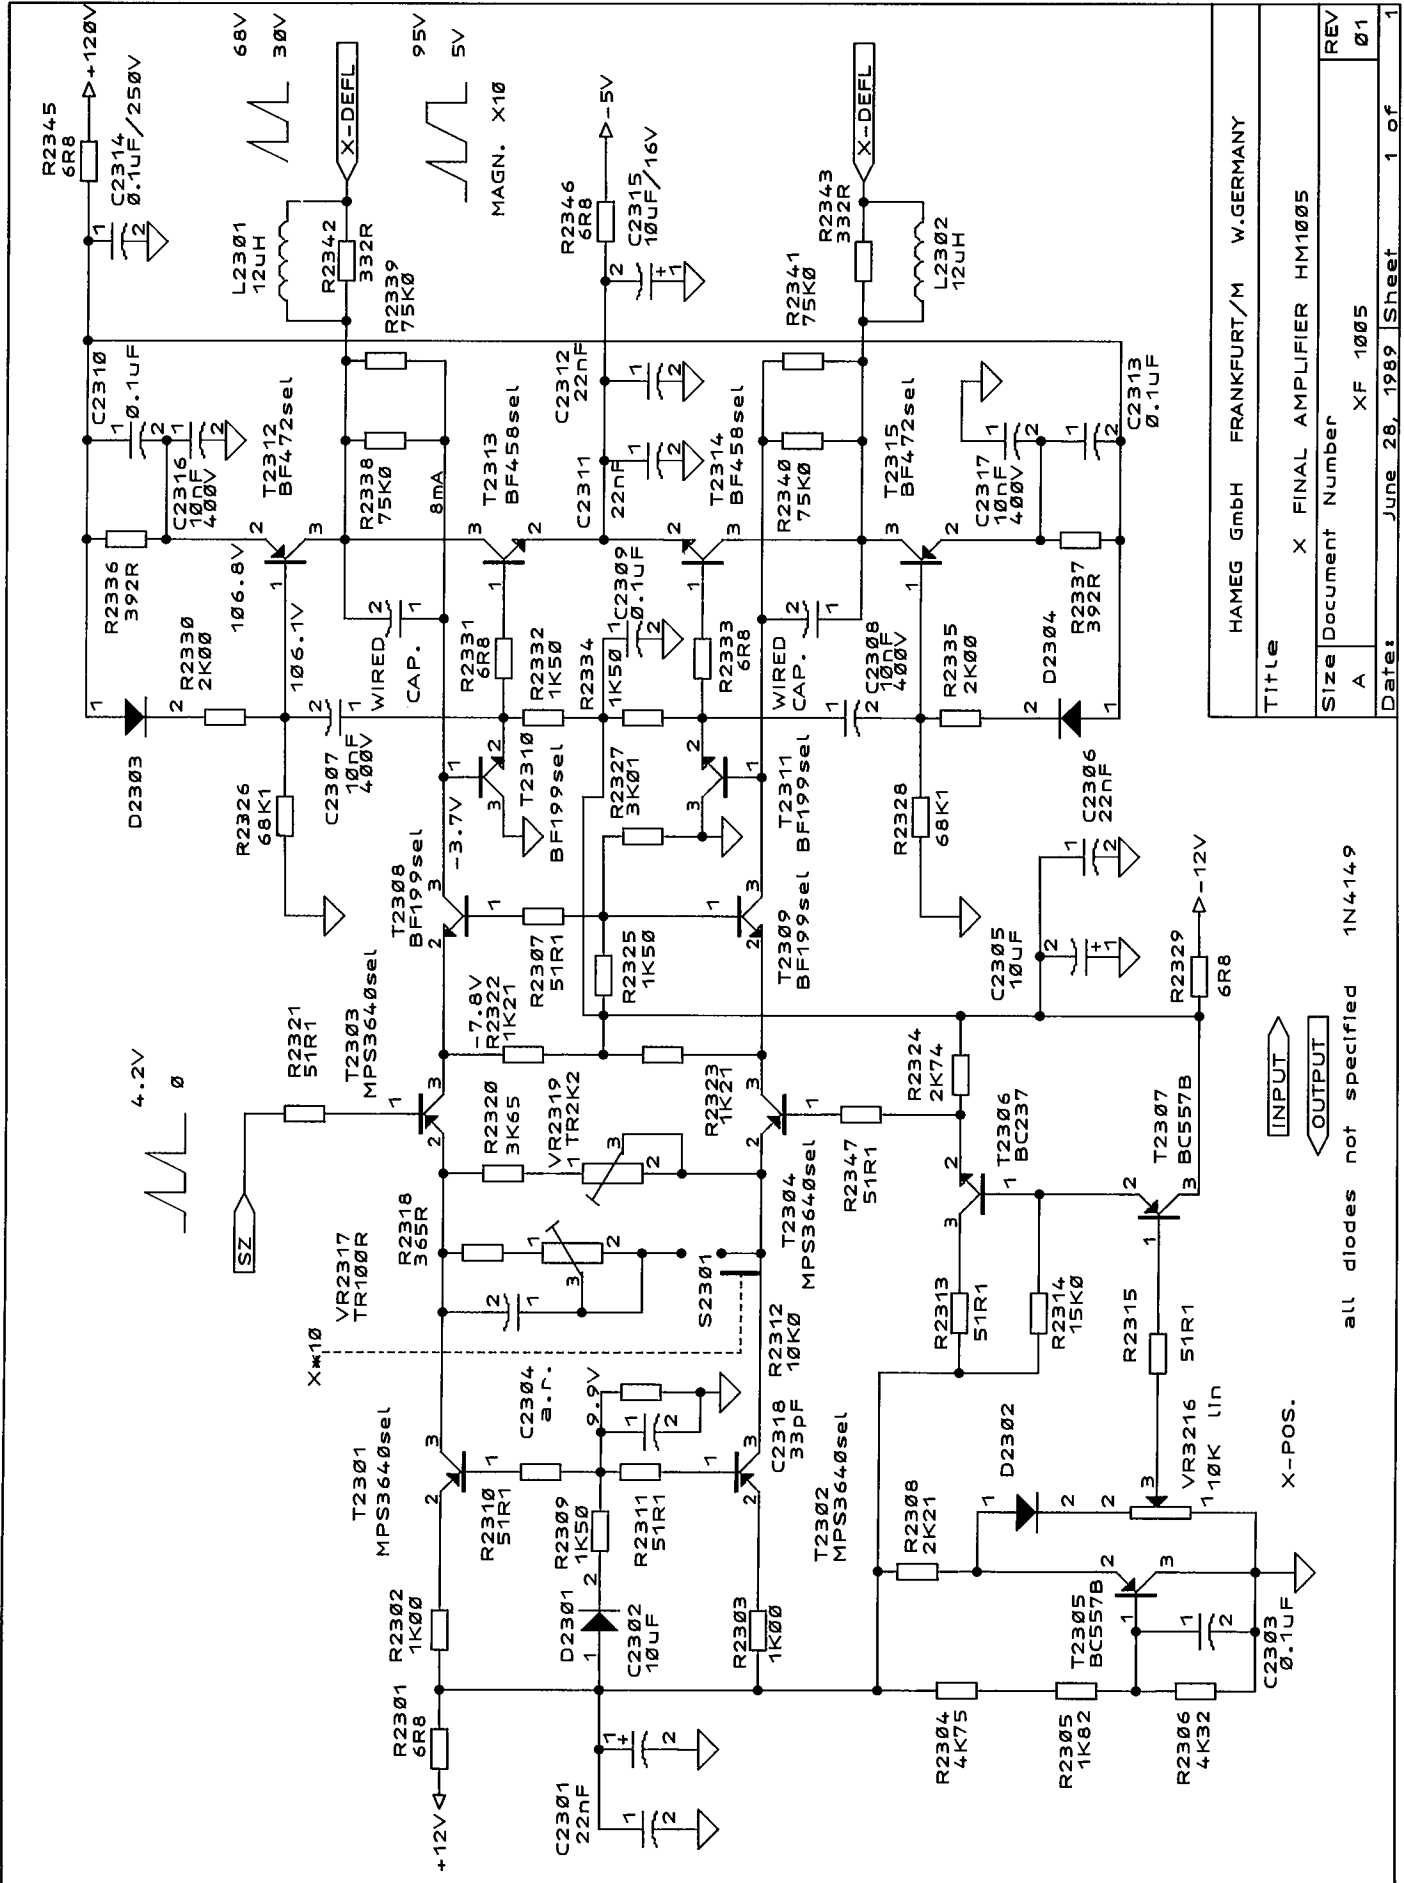 +12V
R2301
6R8
R2302
1K00
T2301
MPS3640sel
C2301
22nF
C2302
10uF
D2301
R2310
51R1
R2309
1K50
R2311
51R1
R2303
1K00
T2302
MPS3640sel
C2304
a.r.
9.9V
R2312
10K0
C2318
33pF
X*10
VR2317
TR100R
R2318
365R
S2301
R2320
3K65
VR2319
TR2K2
T2304
MPS3640sel
SZ
4.2V
0
R2321
51R1
T2303
MPS3640sel
-7.8V
R2322
1K21
R2323
1K21
R2307
51R1
R2325
1K50
T2308
BF199sel
T2309
BF199sel
-3.7V
R2327
3K01
T2310
BF199sel
T2311
BF199sel
D2303
R2326
68K1
R2330
2K00
C2307
10nF
400V
R2336
392R
106.8V
106.1V
WIRED
CAP.
R2331
6R8
R2332
1K50
R2334
1K50
C2309
0.1uF
R2333
6R8
WIRED
CAP.
C2308
10nF
400V
R2335
2K00
D2304
R2337
392R
R2328
68K1
C2306
22nF
C2310
0.1uF
C2316
10nF
400V
T2312
BF472sel
R2338
75K0
8mA
T2313
BF458sel
C2311
22nF
C2312
22nF
T2314
BF458sel
R2340
75K0
T2315
BF472sel
C2317
10nF
400V
C2313
0.1uF
R2345
6R8
+120V
C2314
0.1uF/250V
L2301
12uH
R2342
332R
R2339
75K0
X-DEFL
68V
30V
95V
5V
MAGN. X10
R2346
6R8
-5V
C2315
10uF/16V
R2341
75K0
R2343
332R
L2302
12uH
X-DEFL
R2304
4K75
R2305
1K82
R2306
4K32
T2305
BC557B
C2303
0.1uF
R2308
2K21
D2302
VR3216
10K lin
X-POS.
R2313
51R1
R2314
15K0
R2315
51R1
R2347
51R1
T2306
BC237
T2307
BC557B
R2324
2K74
C2305
10uF
R2329
6R8
-12V
INPUT
OUTPUT
all diodes not specified 1N4149
HAMEG GmbH FRANKFURT/M W.GERMANY
Title
X FINAL AMPLIFIER HM1005
Size
Document Number
REV
A
XF 1005
01
Date: June 28, 1989
Sheet 1 of 1